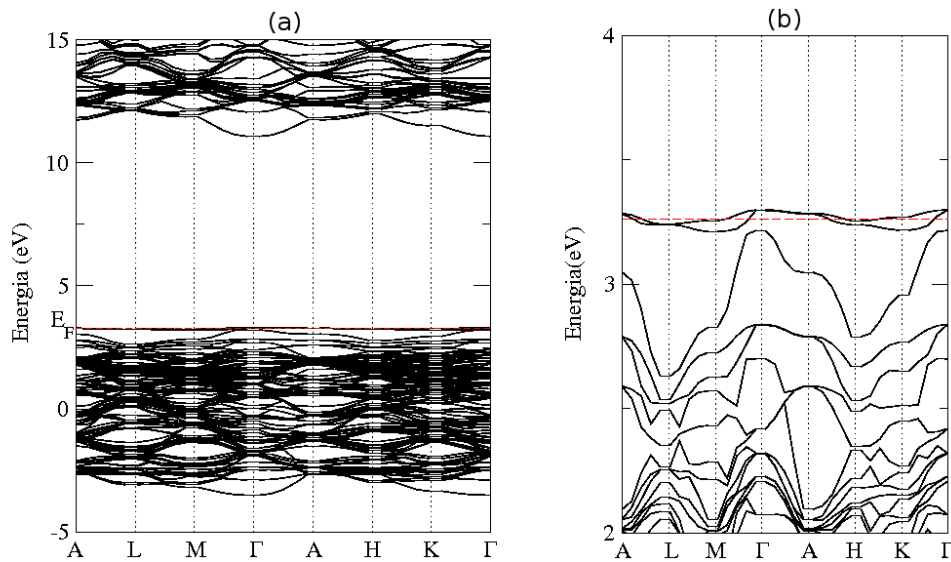 (a)
(b)
15
10
5
0
-5
Energia (eV)
E F
A L M Γ A H K Γ
4
3
2
Energia(eV)
A L M Γ A H K Γ